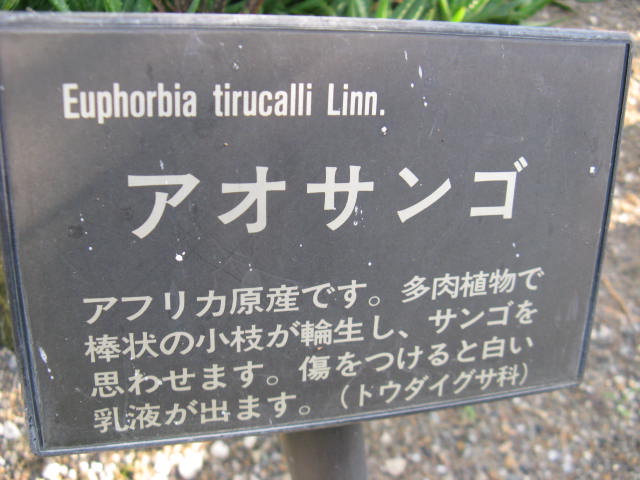 Euphorbia tirucalli Linn.
アオサンゴ
アフリカ原産です。多肉植物で
棒状の小枝が輪生し、サンゴを
思わせます。傷をつけると白い
乳液が出ます。(トウダイグサ科)